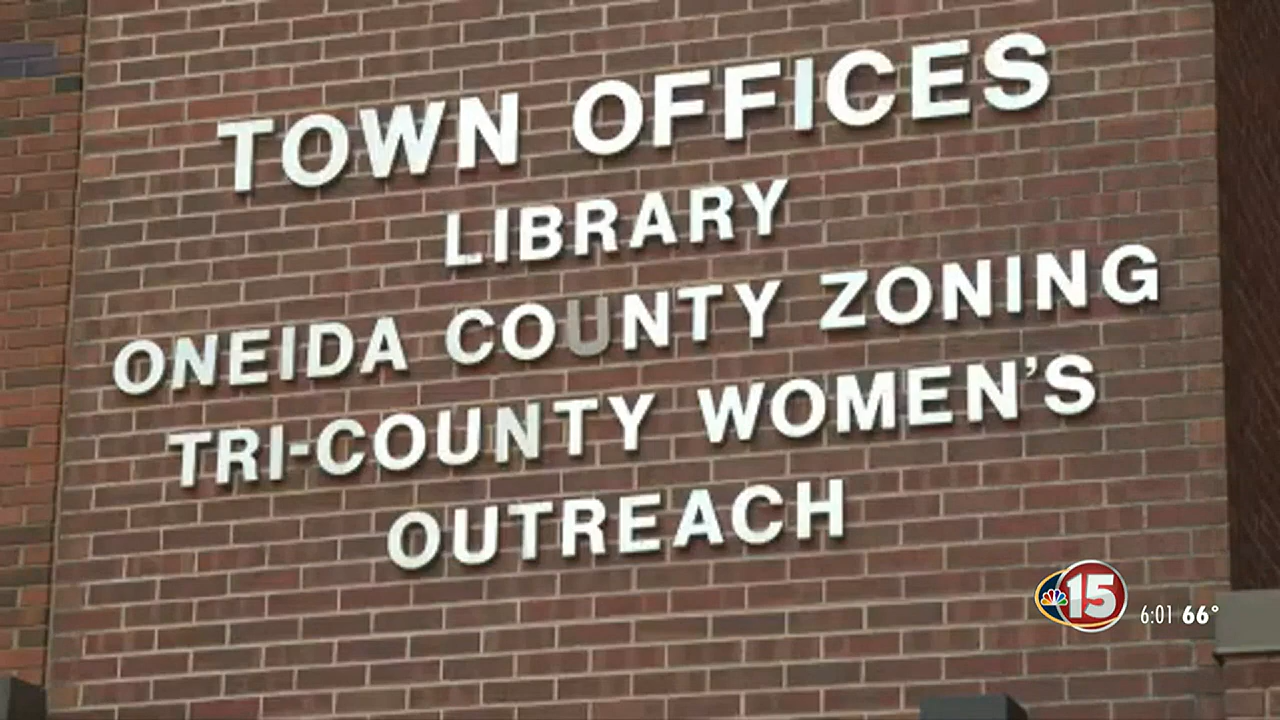 TOWN OFFICES
LIBRARY
ONEIDA COUNTY ZONING
TRI-COUNTY WOMEN'S
OUTREACH
15
6:01 66°